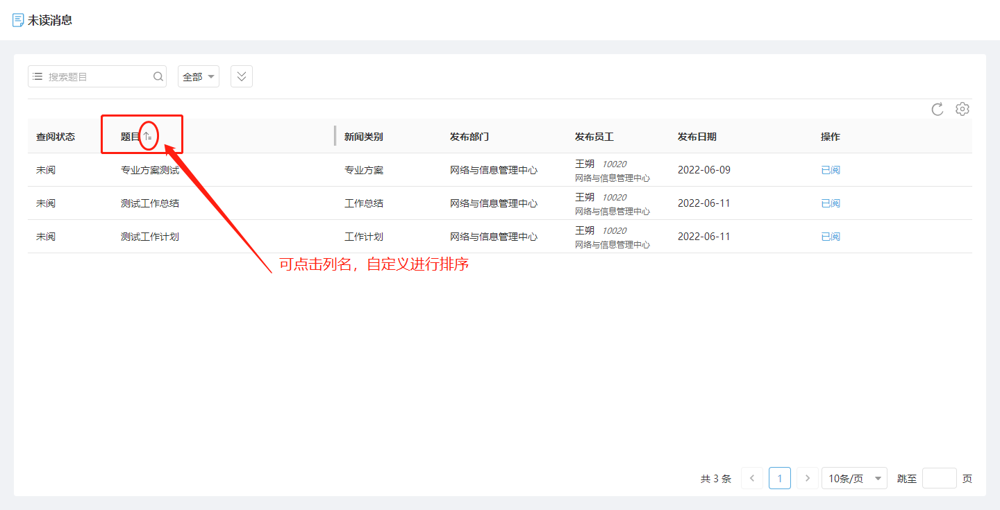 未读消息
搜索题目 全部
查阅状态 题目 新闻类别 发布部门 发布员工 发布日期 操作
未阅 专业方案测试 专业方案 网络与信息管理中心 王朔 10020 2022-06-09 已阅
网络与信息管理中心
未阅 测试工作总结 工作总结 网络与信息管理中心 王朔 10020 2022-06-11 已阅
网络与信息管理中心
未阅 测试工作计划 工作计划 网络与信息管理中心 王朔 10020 2022-06-11 已阅
网络与信息管理中心
可点击列名，自定义进行排序
共 3 条 1 10条/页 跳至 页